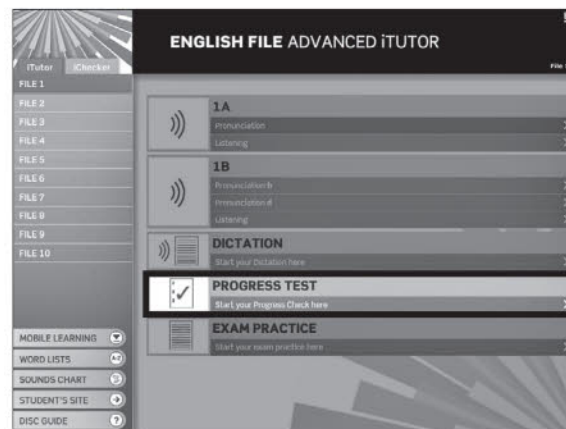 ENGLISH FILE ADVANCED iTUTOR
iTutor iChecker
File
FILE 1
FILE 2
FILE 3
FILE 4
FILE 5
FILE 6
FILE 7
FILE 8
FILE 9
FILE 10
1A
Pronunciation
Listening
1B
Pronunciation b
Pronunciation d
Listening
DICTATION
Start your Dictation here
PROGRESS TEST
Start your Progress Check here
EXAM PRACTICE
Start your exam practice here
MOBILE LEARNING
WORD LISTS A-Z
SOUNDS CHART
STUDENT'S SITE
DISC GUIDE ?